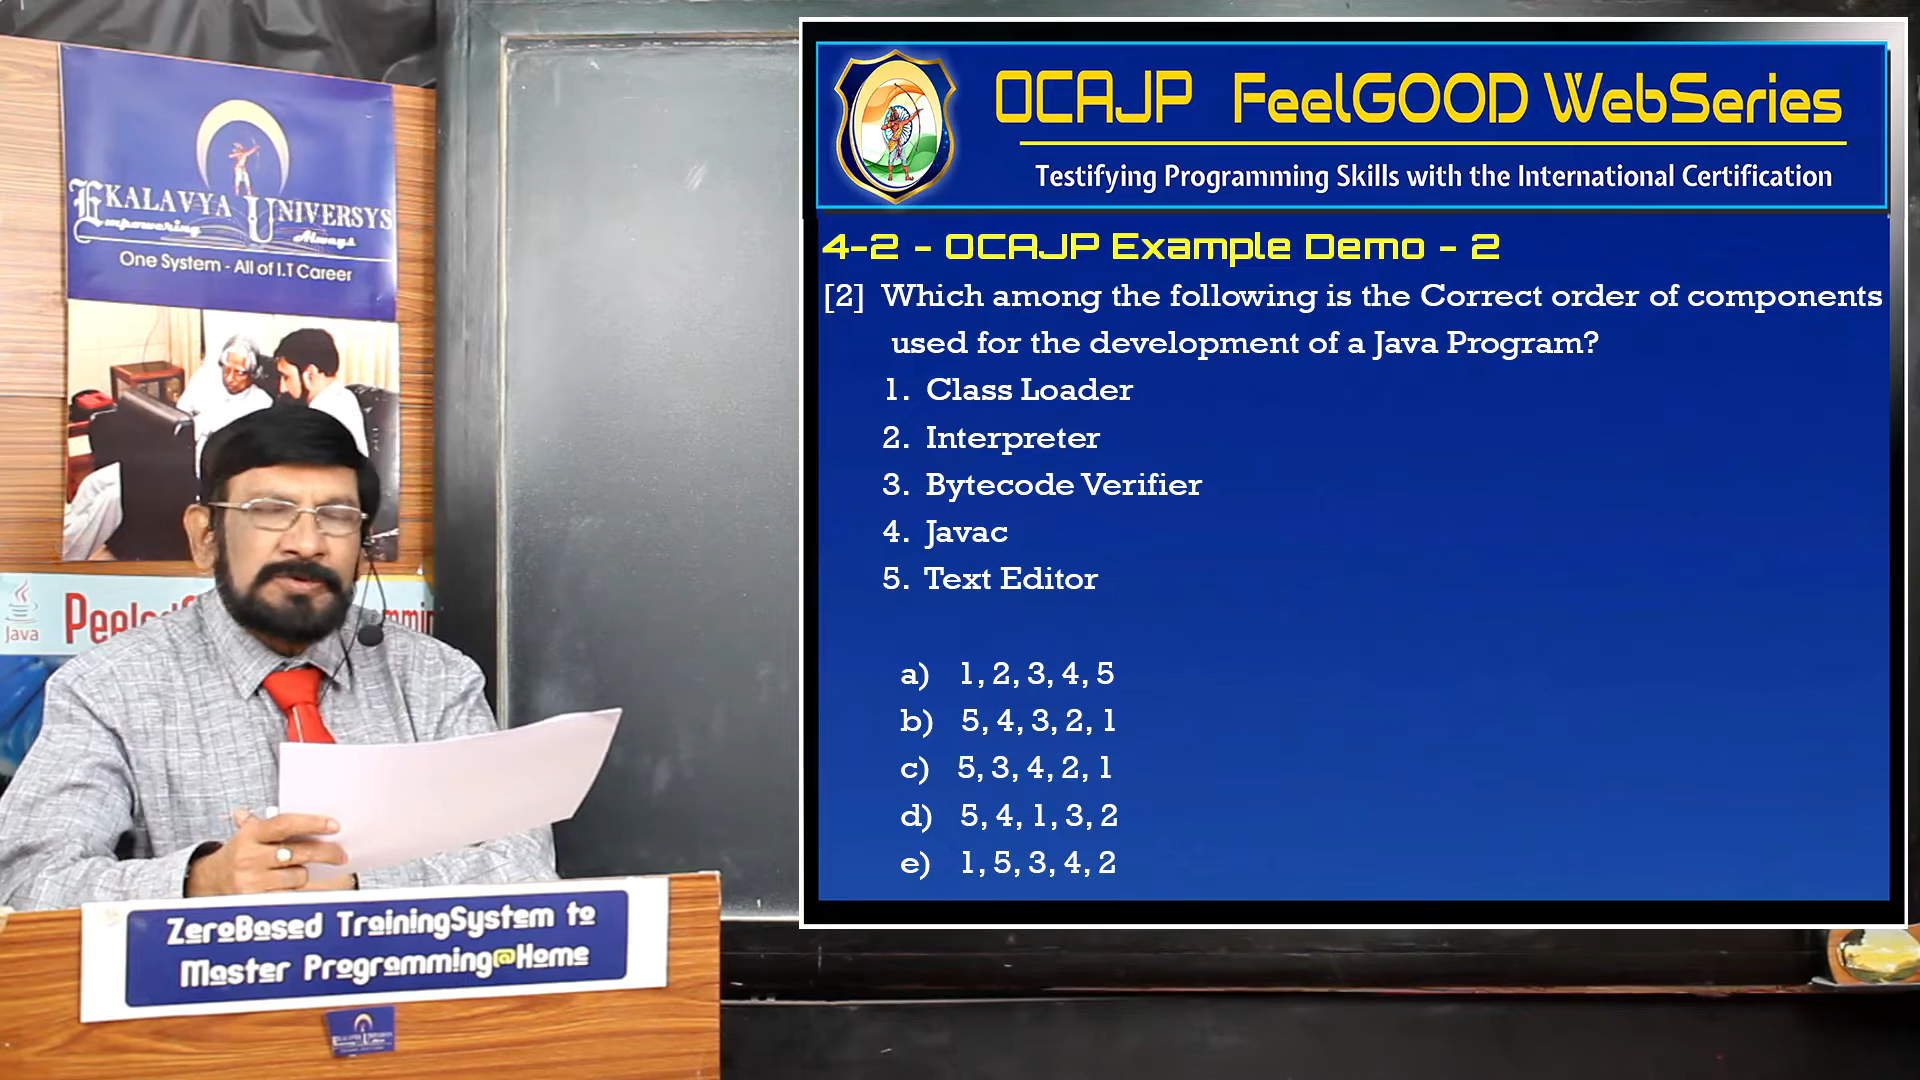 EKALAVYA UNIVERSYS
Empowering Always
One System - All of I.T Career
Java
ZeroBased TrainingSystem to
Master Programming@Home
OCAJP FeelGOOD WebSeries
Testifying Programming Skills with the International Certification
4-2 - OCAJP Example Demo - 2
[2] Which among the following is the Correct order of components
used for the development of a Java Program?
1. Class Loader
2. Interpreter
3. Bytecode Verifier
4. Javac
5. Text Editor
a) 1, 2, 3, 4, 5
b) 5, 4, 3, 2, 1
c) 5, 3, 4, 2, 1
d) 5, 4, 1, 3, 2
e) 1, 5, 3, 4, 2